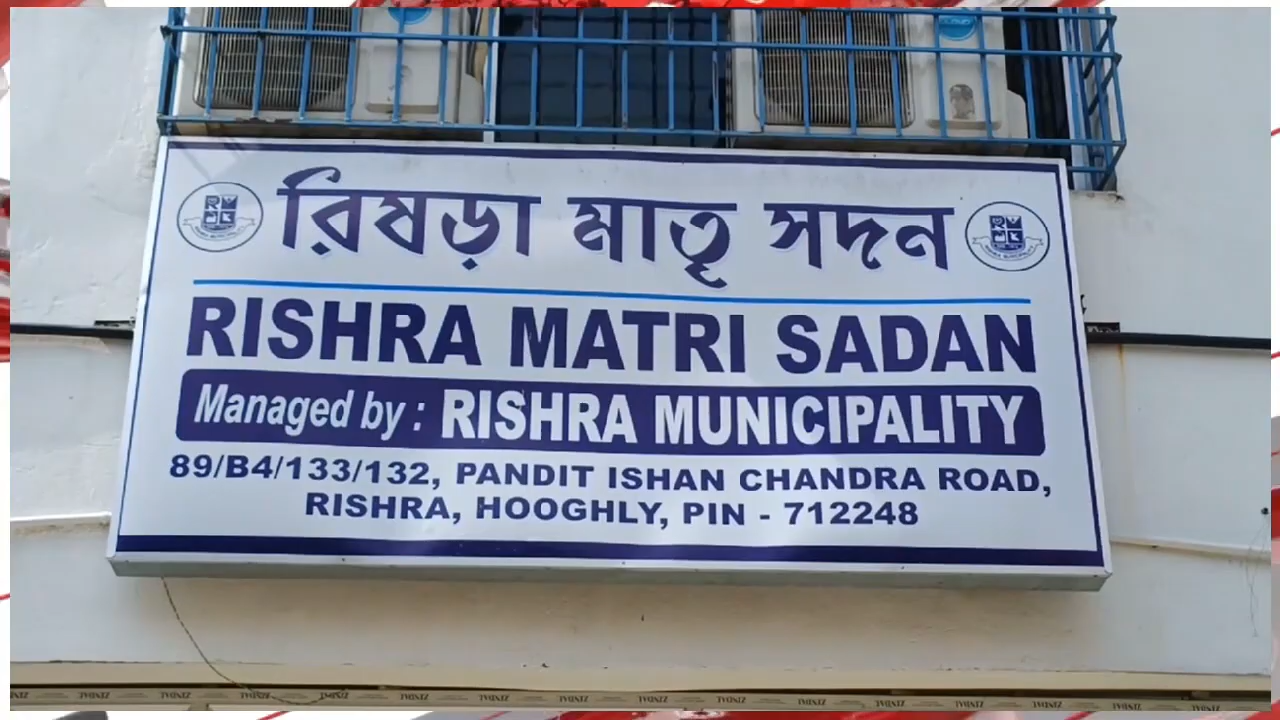 রিষড়া মাতৃ সদন
RISHRA MATRI SADAN
Managed by : RISHRA MUNICIPALITY
89/B4/133/132, PANDIT ISHAN CHANDRA ROAD,
RISHRA, HOOGHLY, PIN - 712248